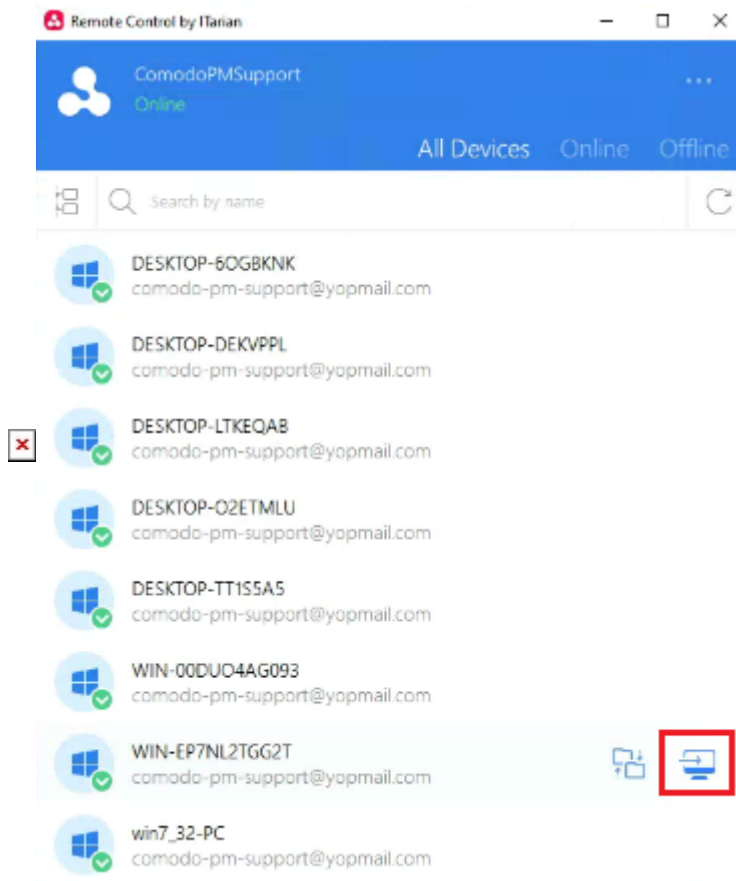 Remote Control by ITarian
ComodoPMSupport
Online
All Devices Online Offline
Search by name
DESKTOP-6OGBKNK
comodo-pm-support@yopmail.com
DESKTOP-DEKVPPL
comodo-pm-support@yopmail.com
DESKTOP-LTKEQAB
comodo-pm-support@yopmail.com
DESKTOP-O2ETMLU
comodo-pm-support@yopmail.com
DESKTOP-TT1S5A5
comodo-pm-support@yopmail.com
WIN-00DUO4AG093
comodo-pm-support@yopmail.com
WIN-EP7NL2TGG2T
comodo-pm-support@yopmail.com
win7_32-PC
comodo-pm-support@yopmail.com